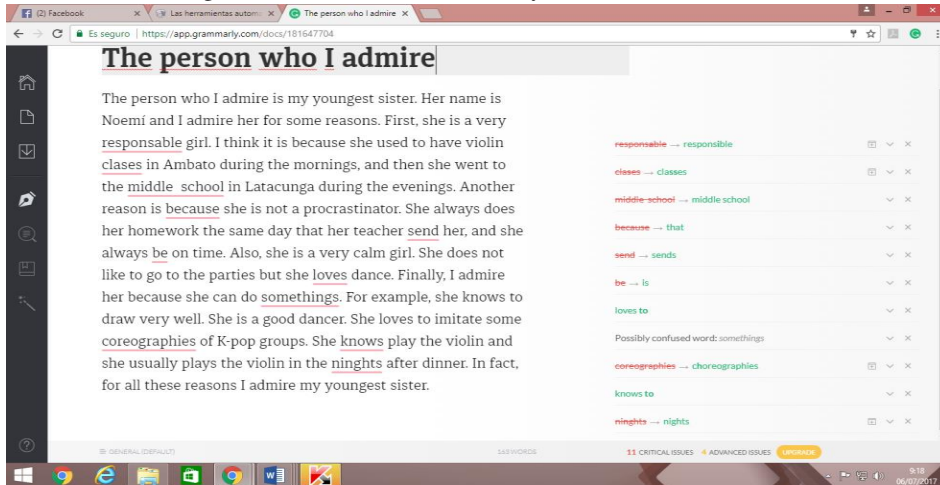 (2) Facebook
Las herramientas autom
The person who I admire
Es seguro | https://app.grammarly.com/docs/181647704
The person who I admire
The person who I admire is my youngest sister. Her name is
Noemí and I admire her for some reasons. First, she is a very
responsable girl. I think it is because she used to have violin
clases in Ambato during the mornings, and then she went to
the middle  school in Latacunga during the evenings. Another
reason is because she is not a procrastinator. She always does
her homework the same day that her teacher send her, and she
always be on time. Also, she is a very calm girl. She does not
like to go to the parties but she loves dance. Finally, I admire
her because she can do somethings. For example, she knows to
draw very well. She is a good dancer. She loves to imitate some
coreographies of K-pop groups. She knows play the violin and
she usually plays the violin in the ninghts after dinner. In fact,
for all these reasons I admire my youngest sister.
responsable → responsible
clases → classes
middle school → middle school
because → that
send → sends
be → is
loves to
Possibly confused word: somethings
coreographies → choreographies
knows to
ninghts → nights
GENERAL (DEFAULT)
163 WORDS
11 CRITICAL ISSUES 4 ADVANCED ISSUES UPGRADE
9:18
06/07/2017